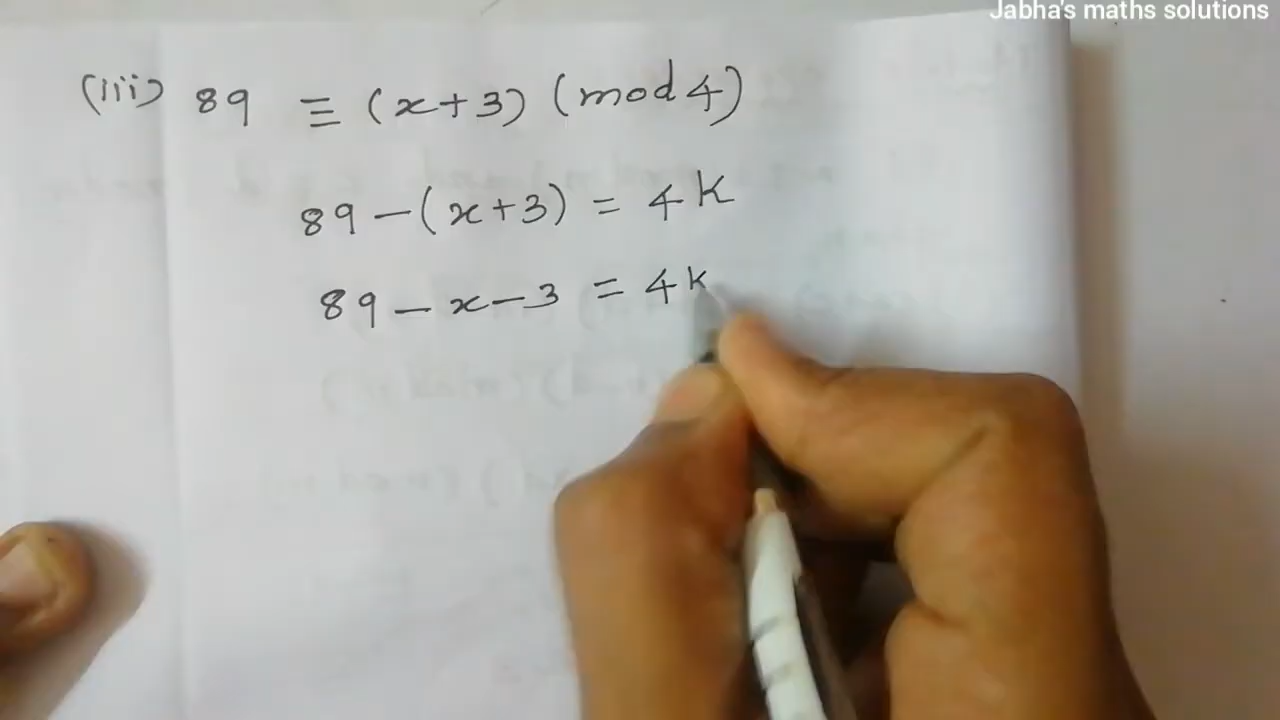 Jabha's maths solutions
(iii) 89 ≡ (x+3) (mod 4)
89 - (x+3) = 4K
89 - x - 3 = 4K